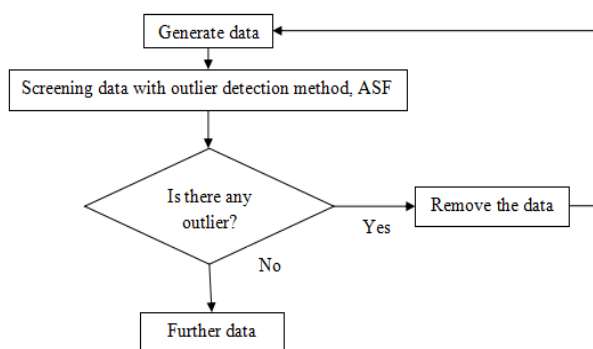 Generate data
Screening data with outlier detection method, ASF
Is there any
outlier?
Yes
Remove the data
No
Further data